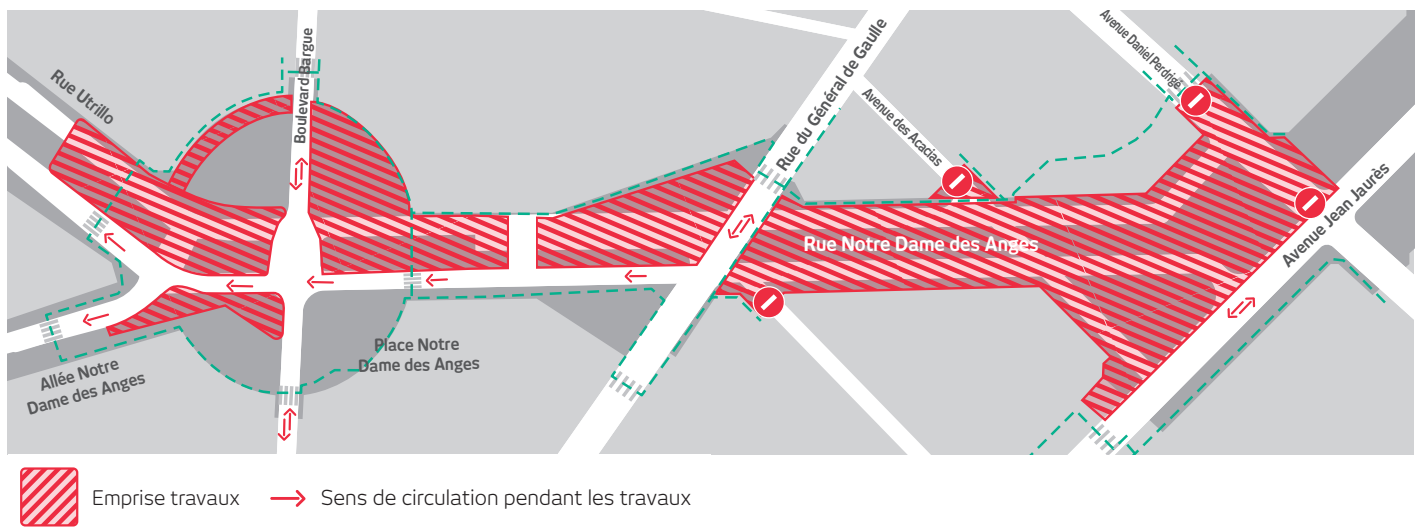 Rue Utrillo
Boulevard Bargue
Rue du Général de Gaulle
Avenue des Acacias
Avenue Daniel Perdrigé
Avenue Jean Jaurès
Rue Notre Dame des Anges
Place Notre
Dame des Anges
Allée Notre
Dame des Anges
Emprise travaux
Sens de circulation pendant les travaux